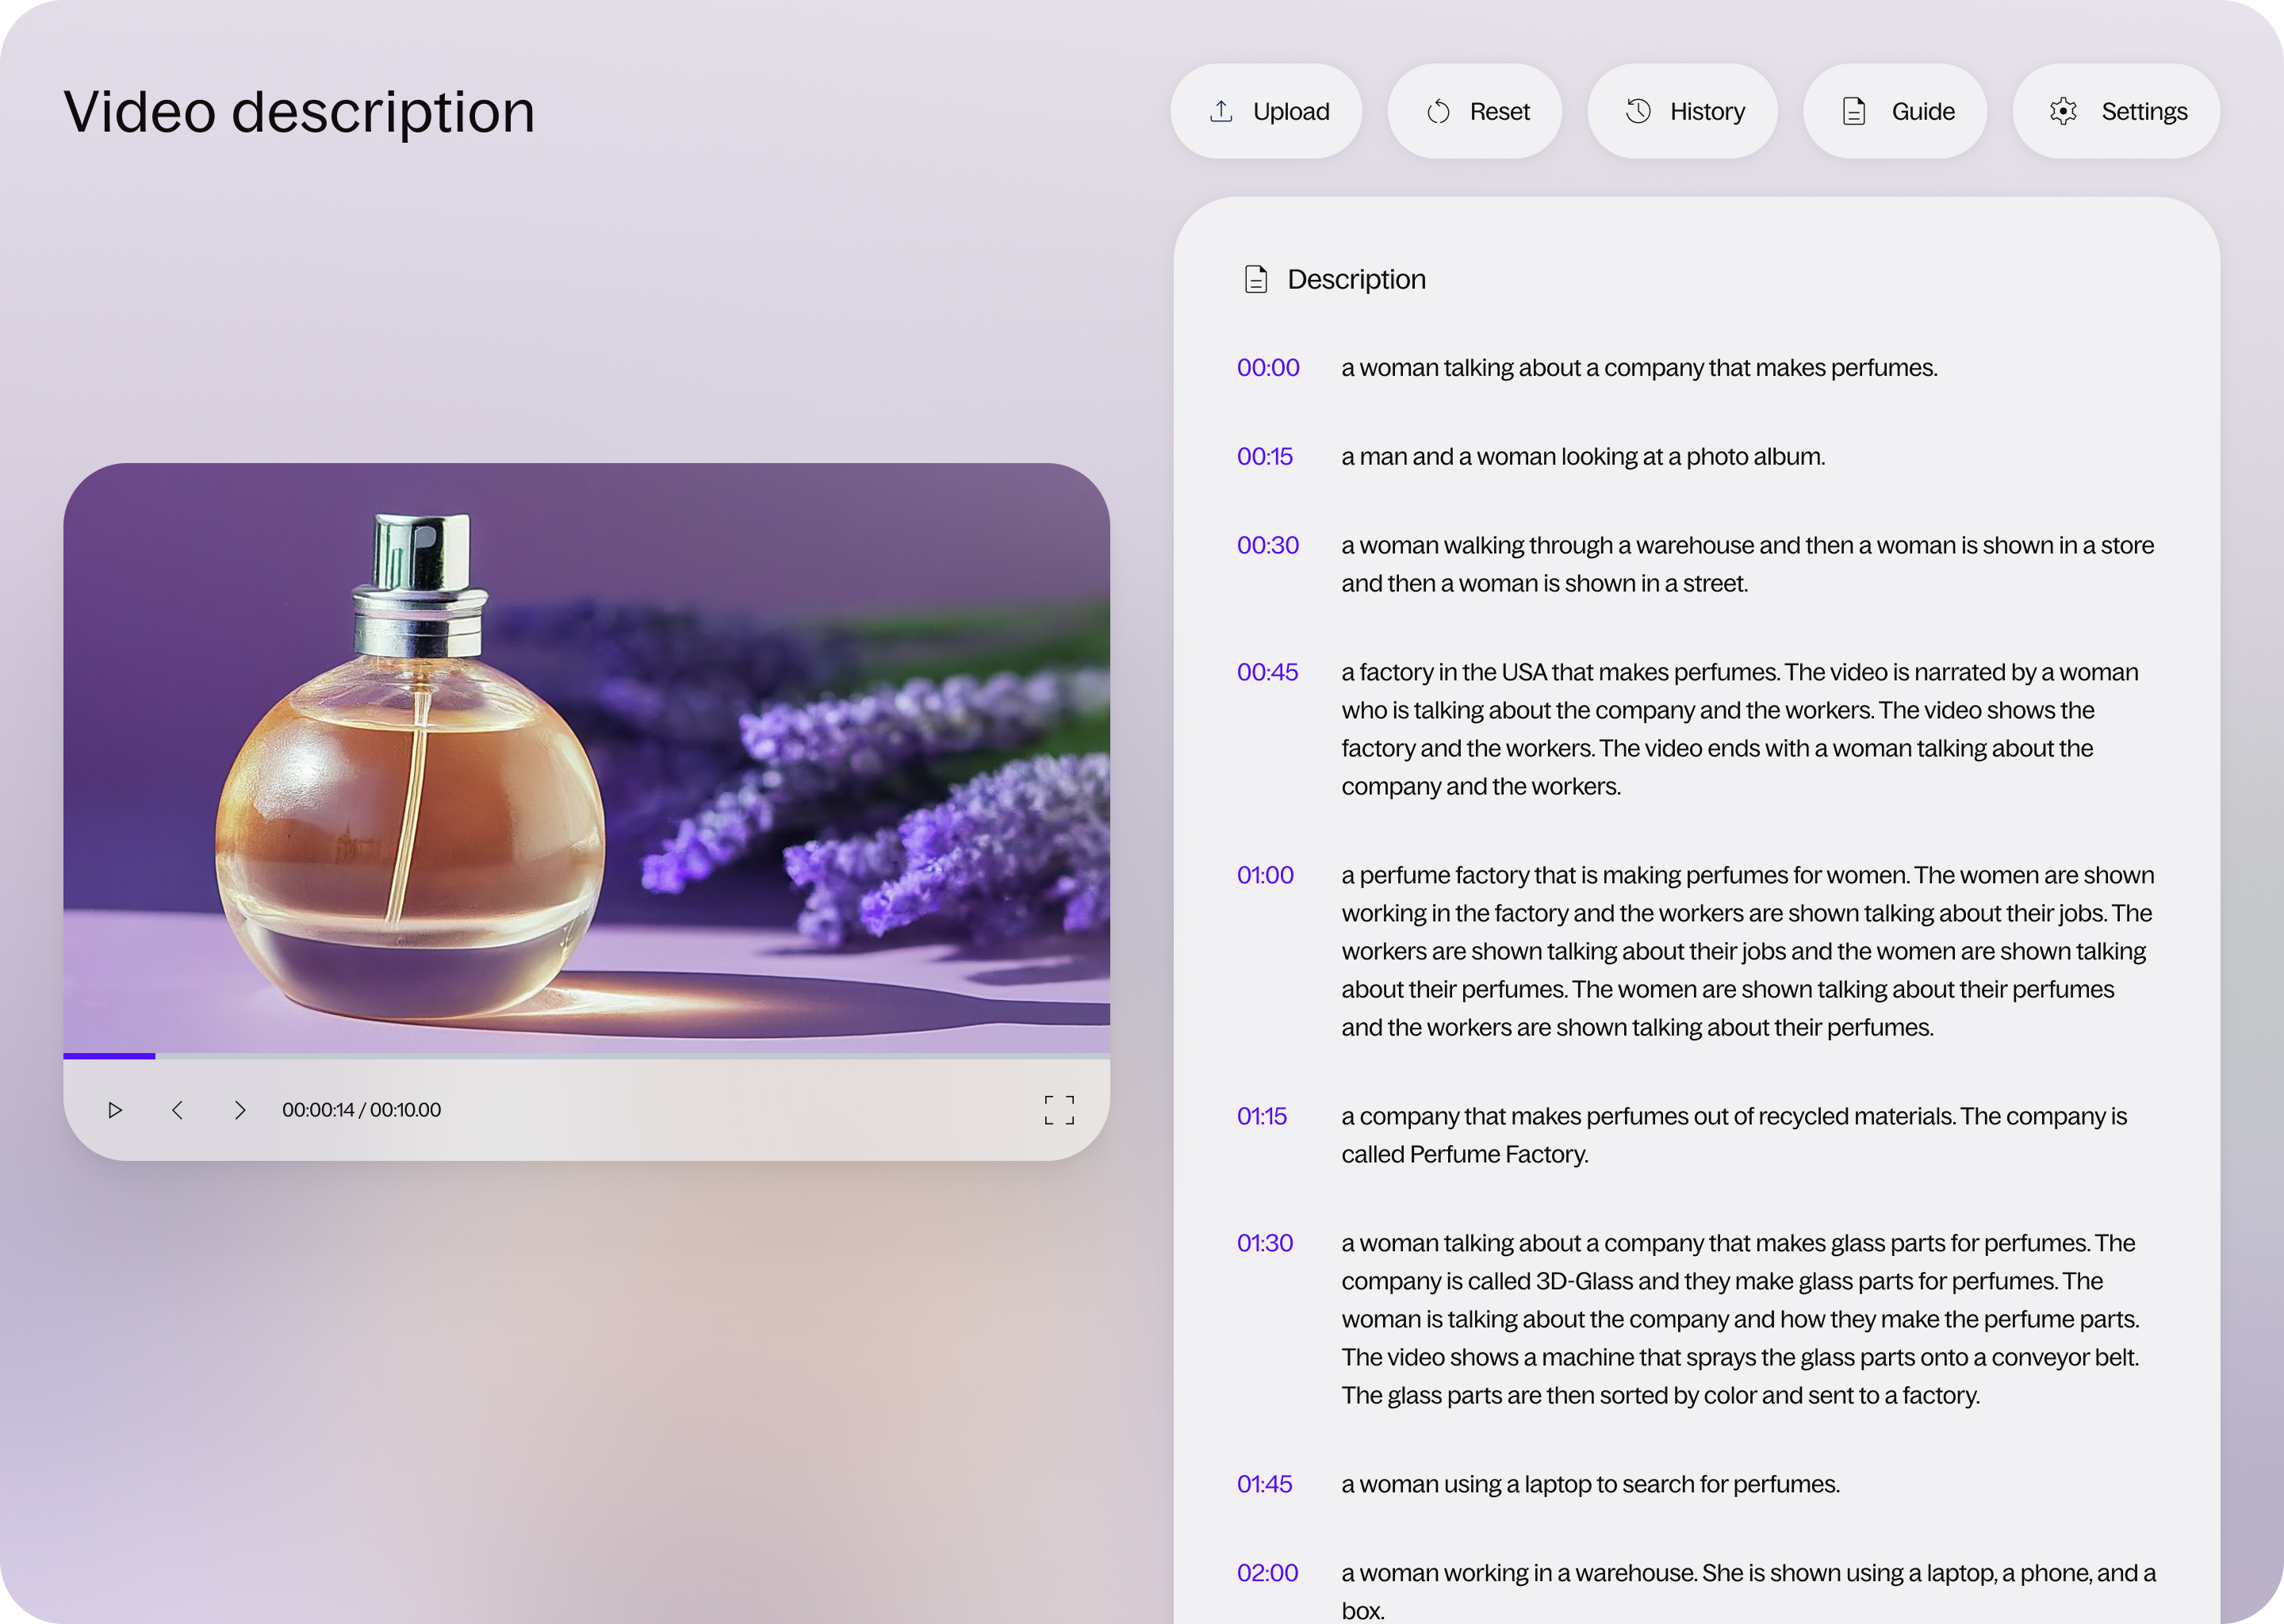 Video description
Upload
Reset
History
Guide
Settings
Description
00:00 a woman talking about a company that makes perfumes.
00:15 a man and a woman looking at a photo album.
00:30 a woman walking through a warehouse and then a woman is shown in a store
and then a woman is shown in a street.
00:45 a factory in the USA that makes perfumes. The video is narrated by a woman
who is talking about the company and the workers. The video shows the
factory and the workers. The video ends with a woman talking about the
company and the workers.
01:00 a perfume factory that is making perfumes for women. The women are shown
working in the factory and the workers are shown talking about their jobs. The
workers are shown talking about their jobs and the women are shown talking
about their perfumes. The women are shown talking about their perfumes
and the workers are shown talking about their perfumes.
01:15 a company that makes perfumes out of recycled materials. The company is
called Perfume Factory.
01:30 a woman talking about a company that makes glass parts for perfumes. The
company is called 3D-Glass and they make glass parts for perfumes. The
woman is talking about the company and how they make the perfume parts.
The video shows a machine that sprays the glass parts onto a conveyor belt.
The glass parts are then sorted by color and sent to a factory.
01:45 a woman using a laptop to search for perfumes.
02:00 a woman working in a warehouse. She is shown using a laptop, a phone, and a
box.
00:00:14 / 00:10.00